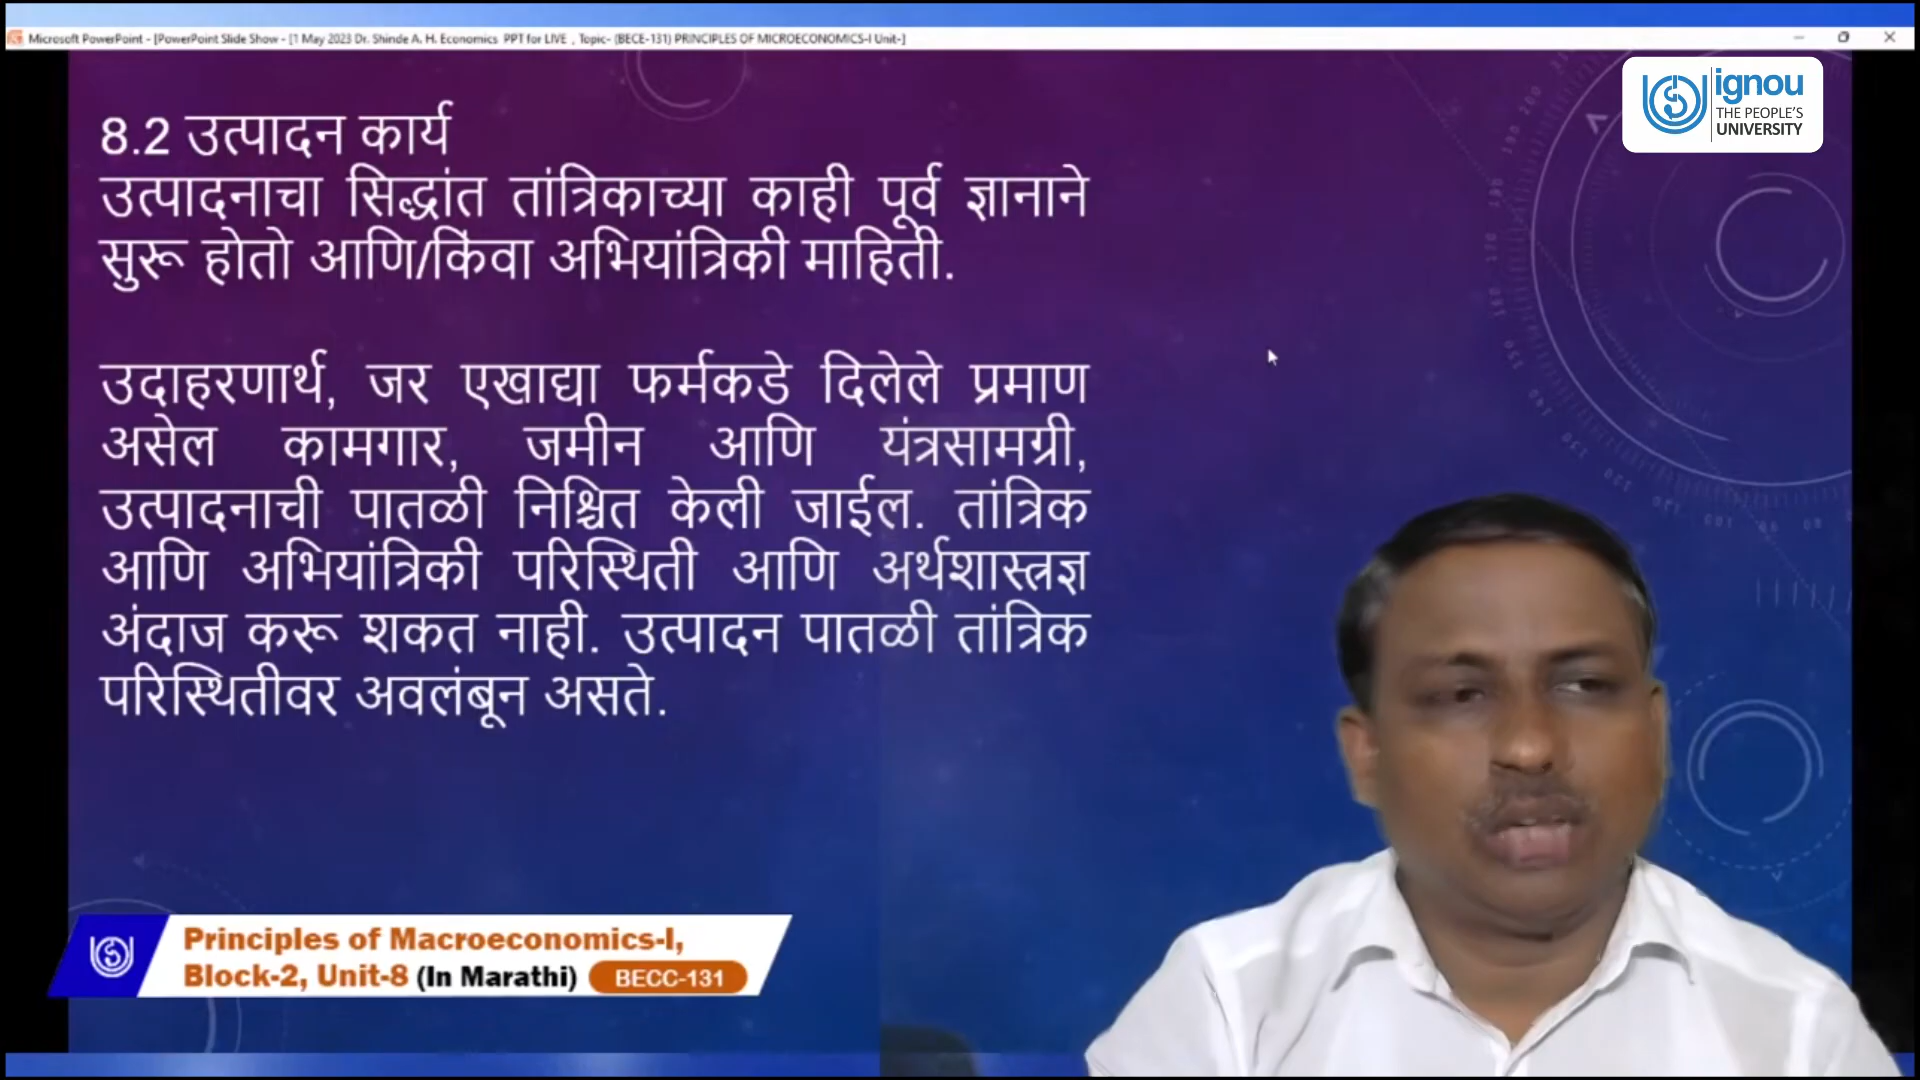 Microsoft PowerPoint - [PowerPoint Slide Show - [1 May 2023 Dr. Shinde A. H. Economics PPT for LIVE , Topic- (BECE-131) PRINCIPLES OF MICROECONOMICS-I Unit-]
ignou
THE PEOPLE'S
UNIVERSITY
8.2 उत्पादन कार्य
उत्पादनाचा सिद्धांत तांत्रिकाच्या काही पूर्व ज्ञानाने
सुरू होतो आणि/किंवा अभियांत्रिकी माहिती.
उदाहरणार्थ, जर एखाद्या फर्मकडे दिलेले प्रमाण
असेल कामगार, जमीन आणि यंत्रसामग्री,
उत्पादनाची पातळी निश्चित केली जाईल. तांत्रिक
आणि अभियांत्रिकी परिस्थिती आणि अर्थशास्त्रज्ञ
अंदाज करू शकत नाही. उत्पादन पातळी तांत्रिक
परिस्थितीवर अवलंबून असते.
Principles of Macroeconomics-I,
Block-2, Unit-8 (In Marathi) BECC-131